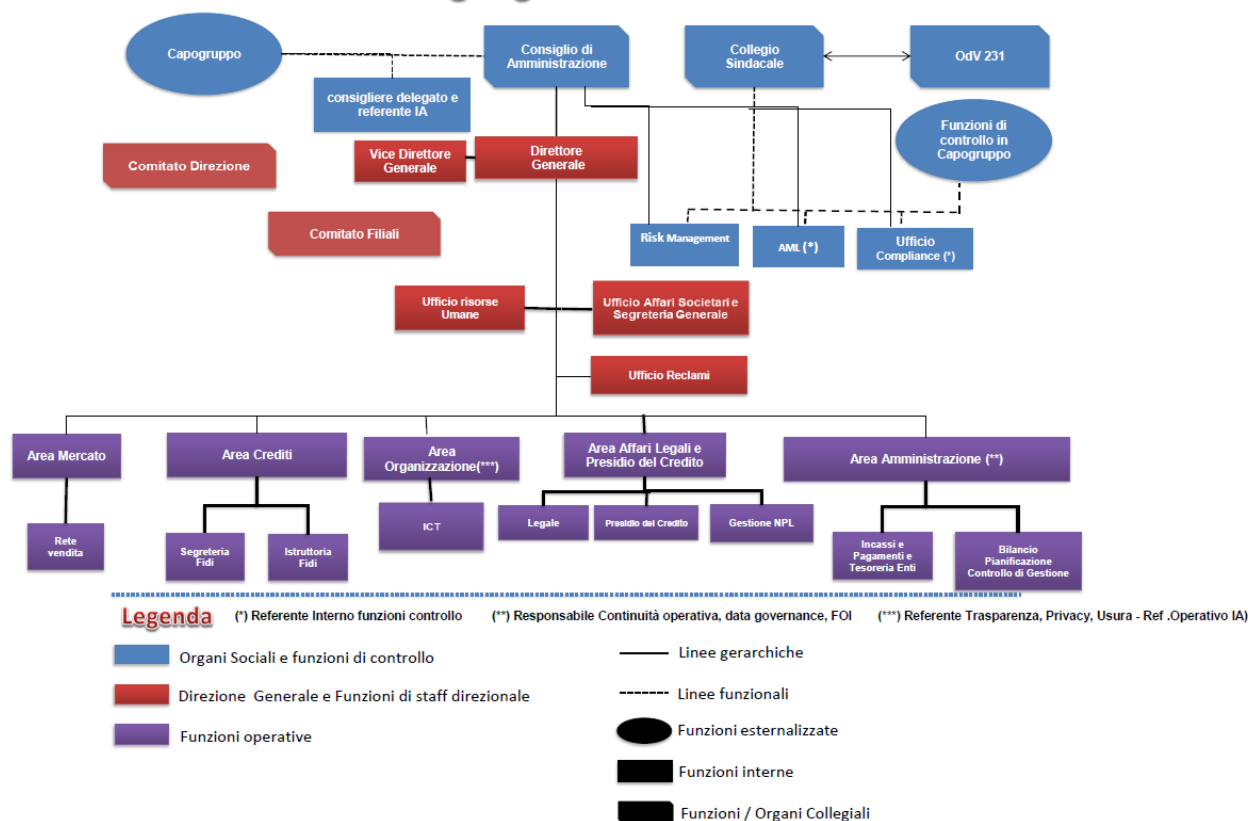 Capogruppo
Consiglio di
Amministrazione
Collegio
Sindacale
OdV 231
consigliere delegato e
referente IA
Funzioni di
controllo in
Capogruppo
Comitato Direzione
Vice Direttore
Generale
Direttore
Generale
Comitato Filiali
Risk Management
AML (*)
Ufficio
Compliance (*)
Ufficio risorse
Umane
Ufficio Affari Societari e
Segreteria Generale
Ufficio Reclami
Area Mercato
Area Crediti
Area
Organizzazione(***)
Area Affari Legali e
Presidio del Credito
Area Amministrazione (**)
Rete
vendita
Segreteria
Fidi
Istruttoria
Fidi
ICT
Legale
Presidio del Credito
Gestione NPL
Incassi e
Pagamenti e
Tesoreria Enti
Bilancio
Pianificazione
Controllo di Gestione
Legenda
(*) Referente Interno funzioni controllo
(**) Responsabile Continuità operativa, data governance, FOI
(***) Referente Trasparenza, Privacy, Usura - Ref .Operativo IA)
Organi Sociali e funzioni di controllo
Linee gerarchiche
Direzione Generale e Funzioni di staff direzionale
Linee funzionali
Funzioni operative
Funzioni esternalizzate
Funzioni interne
Funzioni / Organi Collegiali